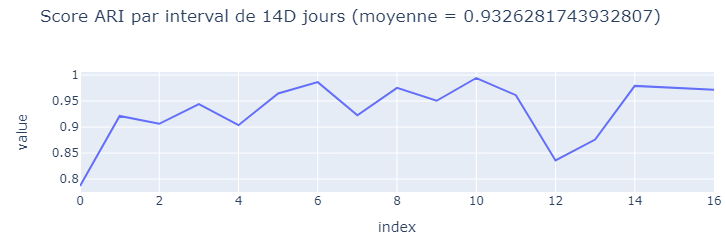 Score ARI par interval de 14D jours (moyenne = 0.9326281743932807)
1
0.95
0.9
0.85
0.8
value
0 2 4 6 8 10 12 14 16
index